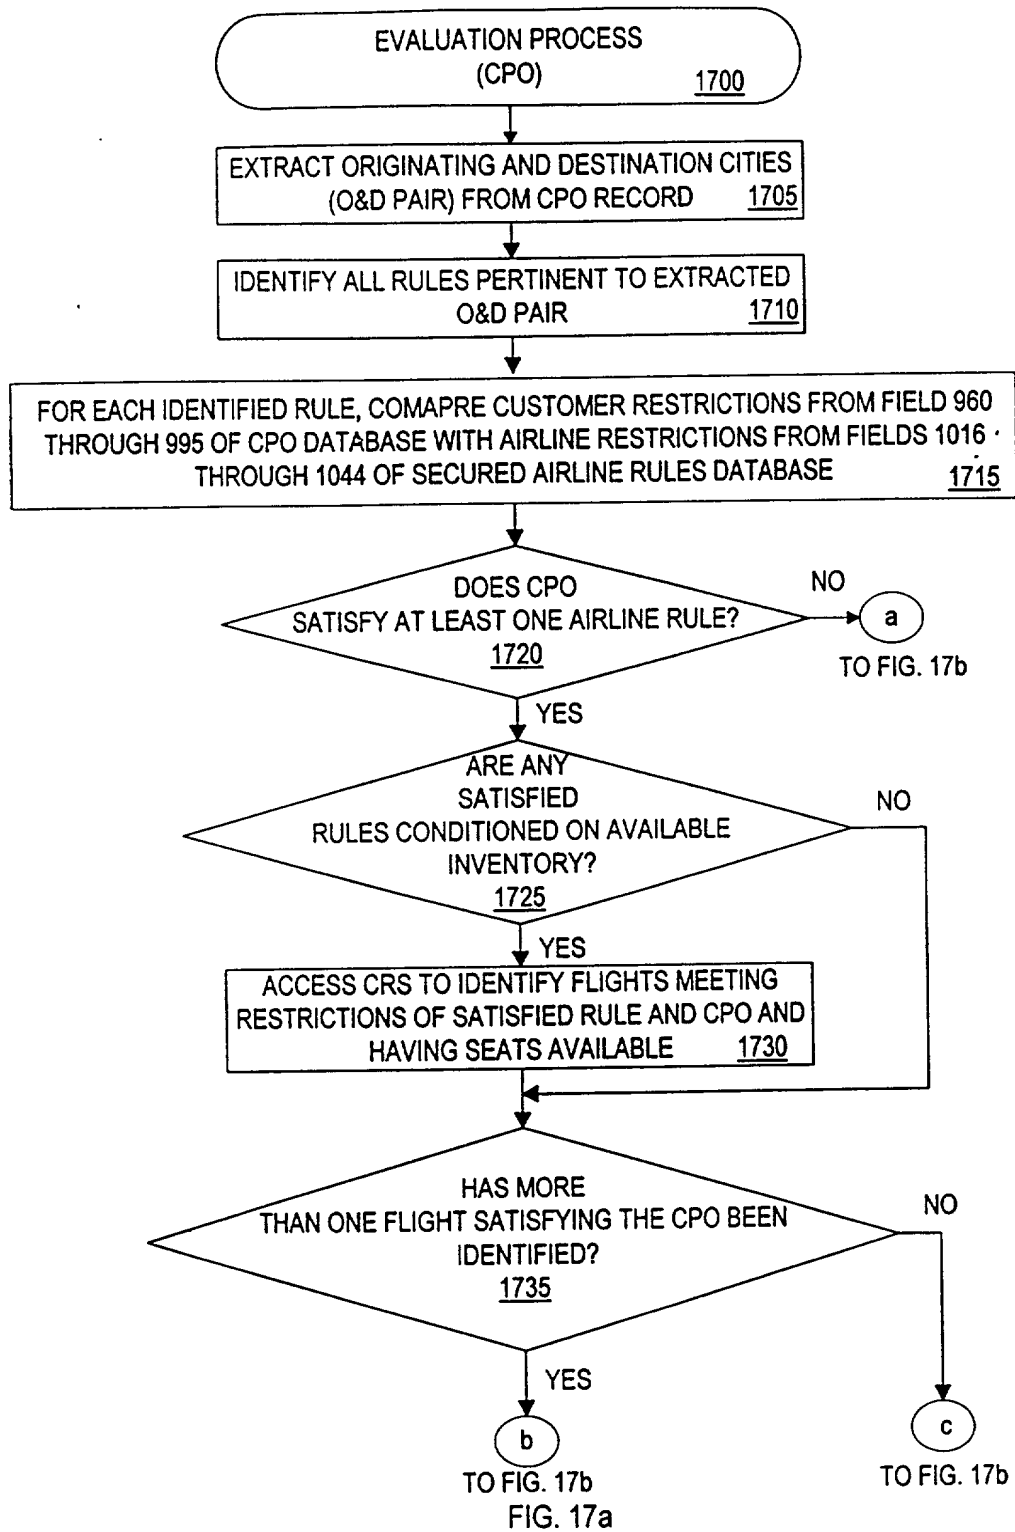 EVALUATION PROCESS
(CPO)
1700
EXTRACT ORIGINATING AND DESTINATION CITIES
(O&D PAIR) FROM CPO RECORD 1705
IDENTIFY ALL RULES PERTINENT TO EXTRACTED
O&D PAIR 1710
FOR EACH IDENTIFIED RULE, COMAPRE CUSTOMER RESTRICTIONS FROM FIELD 960
THROUGH 995 OF CPO DATABASE WITH AIRLINE RESTRICTIONS FROM FIELDS 1016
THROUGH 1044 OF SECURED AIRLINE RULES DATABASE 1715
DOES CPO
SATISFY AT LEAST ONE AIRLINE RULE?
1720
NO
a
TO FIG. 17b
YES
ARE ANY
SATISFIED
RULES CONDITIONED ON AVAILABLE
INVENTORY?
1725
NO
YES
ACCESS CRS TO IDENTIFY FLIGHTS MEETING
RESTRICTIONS OF SATISFIED RULE AND CPO AND
HAVING SEATS AVAILABLE 1730
HAS MORE
THAN ONE FLIGHT SATISFYING THE CPO BEEN
IDENTIFIED?
1735
NO
YES
b
TO FIG. 17b
c
TO FIG. 17b
FIG. 17a